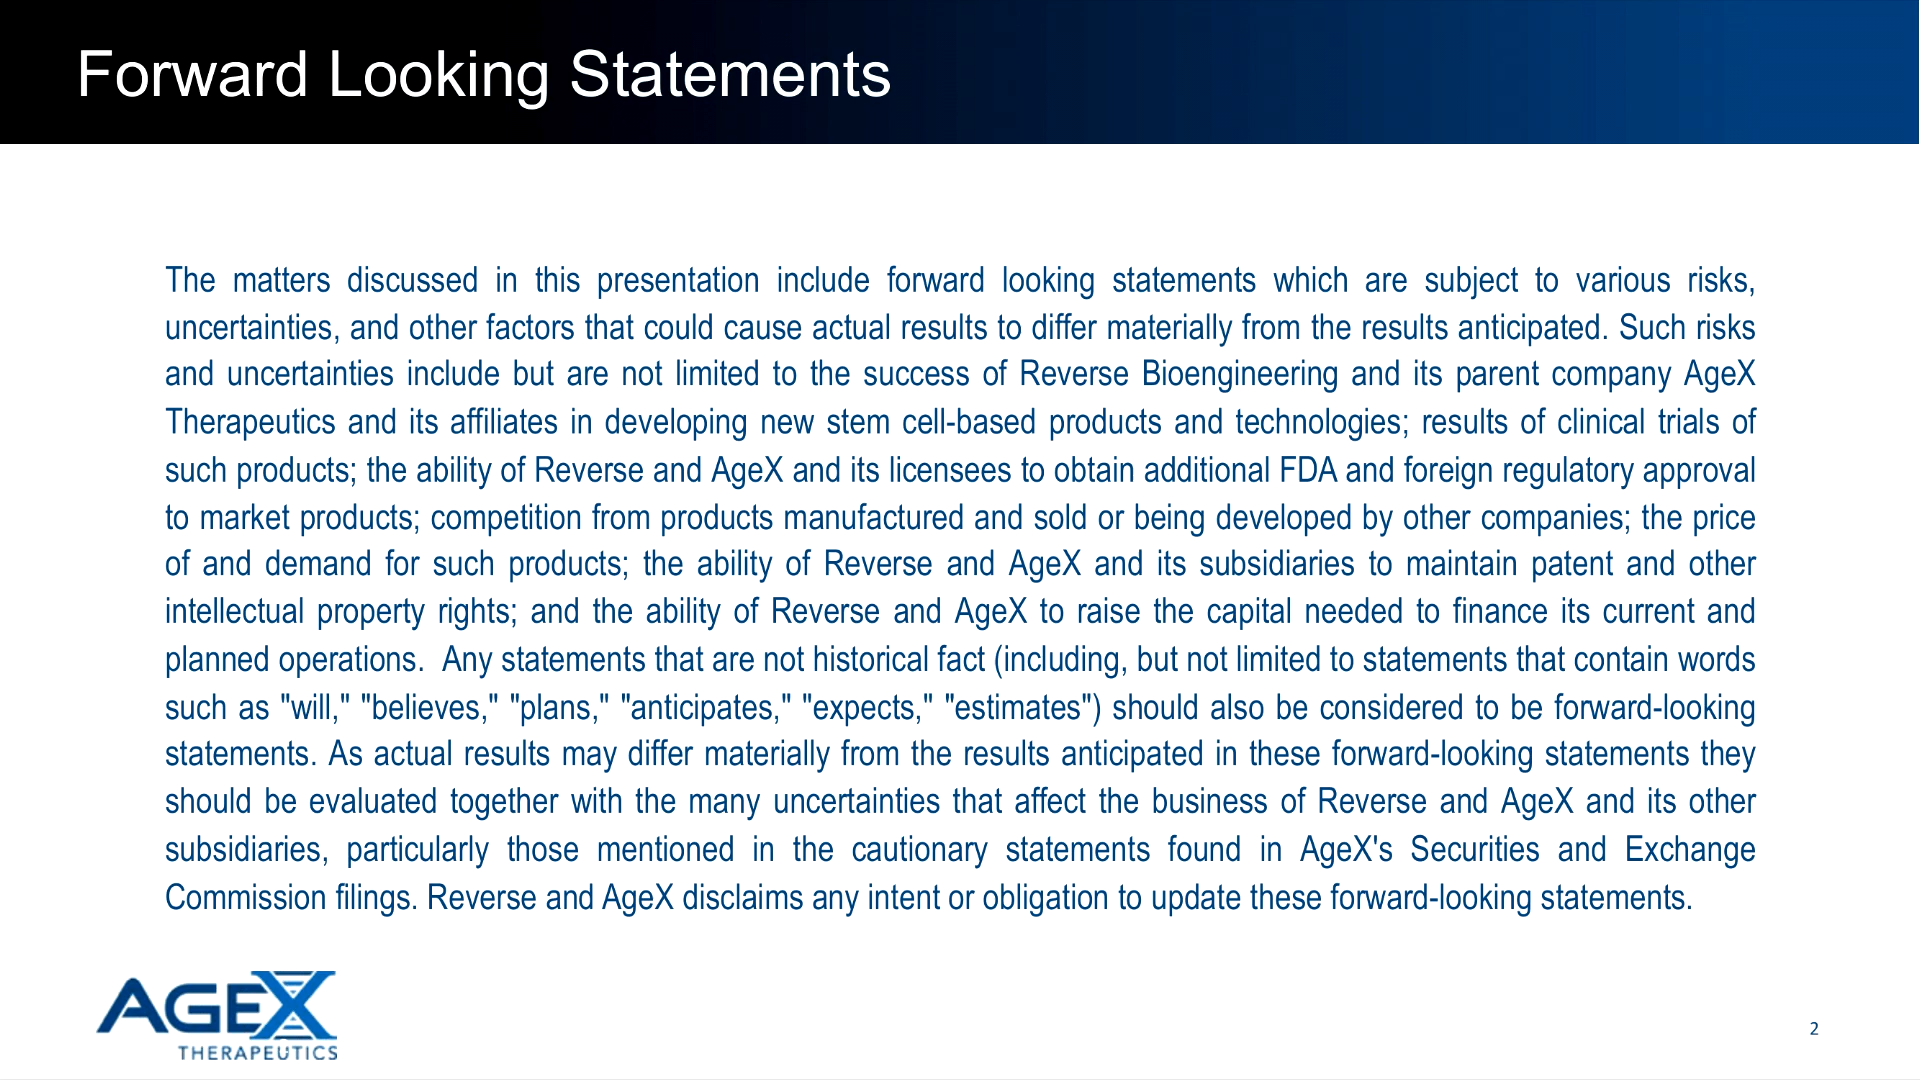 Forward Looking Statements
The matters discussed in this presentation include forward looking statements which are subject to various risks,
uncertainties, and other factors that could cause actual results to differ materially from the results anticipated. Such risks
and uncertainties include but are not limited to the success of Reverse Bioengineering and its parent company AgeX
Therapeutics and its affiliates in developing new stem cell-based products and technologies; results of clinical trials of
such products; the ability of Reverse and AgeX and its licensees to obtain additional FDA and foreign regulatory approval
to market products; competition from products manufactured and sold or being developed by other companies; the price
of and demand for such products; the ability of Reverse and AgeX and its subsidiaries to maintain patent and other
intellectual property rights; and the ability of Reverse and AgeX to raise the capital needed to finance its current and
planned operations.  Any statements that are not historical fact (including, but not limited to statements that contain words
such as "will," "believes," "plans," "anticipates," "expects," "estimates") should also be considered to be forward-looking
statements. As actual results may differ materially from the results anticipated in these forward-looking statements they
should be evaluated together with the many uncertainties that affect the business of Reverse and AgeX and its other
subsidiaries, particularly those mentioned in the cautionary statements found in AgeX's Securities and Exchange
Commission filings. Reverse and AgeX disclaims any intent or obligation to update these forward-looking statements.
AGEX
THERAPEUTICS
2